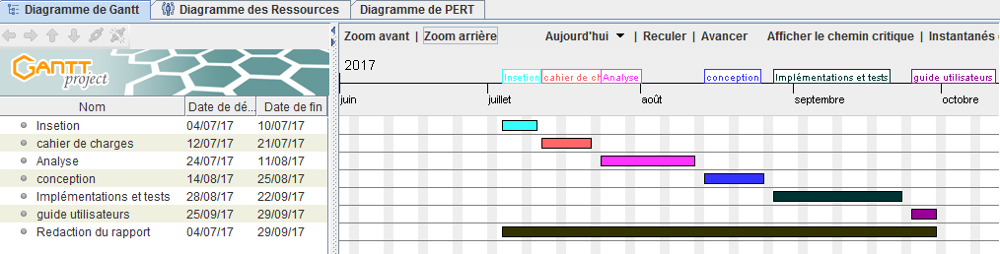 Diagramme de Gantt Diagramme des Ressources Diagramme de PERT
Zoom avant | Zoom arrière Aujourd'hui | Reculer | Avancer Afficher le chemin critique | Instantanés
GANTT project
2017
Insetion cahier de ch Analyse conception Implémentations et tests guide utilisateurs
juin juillet août septembre octobre
Nom Date de dé... Date de fin
Insetion 04/07/17 10/07/17
cahier de charges 12/07/17 21/07/17
Analyse 24/07/17 11/08/17
conception 14/08/17 25/08/17
Implémentations et tests 28/08/17 22/09/17
guide utilisateurs 25/09/17 29/09/17
Redaction du rapport 04/07/17 29/09/17